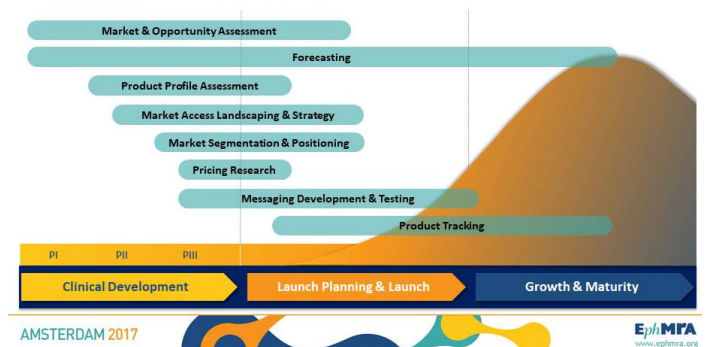 Market & Opportunity Assessment
Forecasting
Product Profile Assessment
Market Access Landscaping & Strategy
Market Segmentation & Positioning
Pricing Research
Messaging Development & Testing
Product Tracking
PI PII PIII
Clinical Development
Launch Planning & Launch
Growth & Maturity
AMSTERDAM 2017
EphMRA
www.ephmra.org